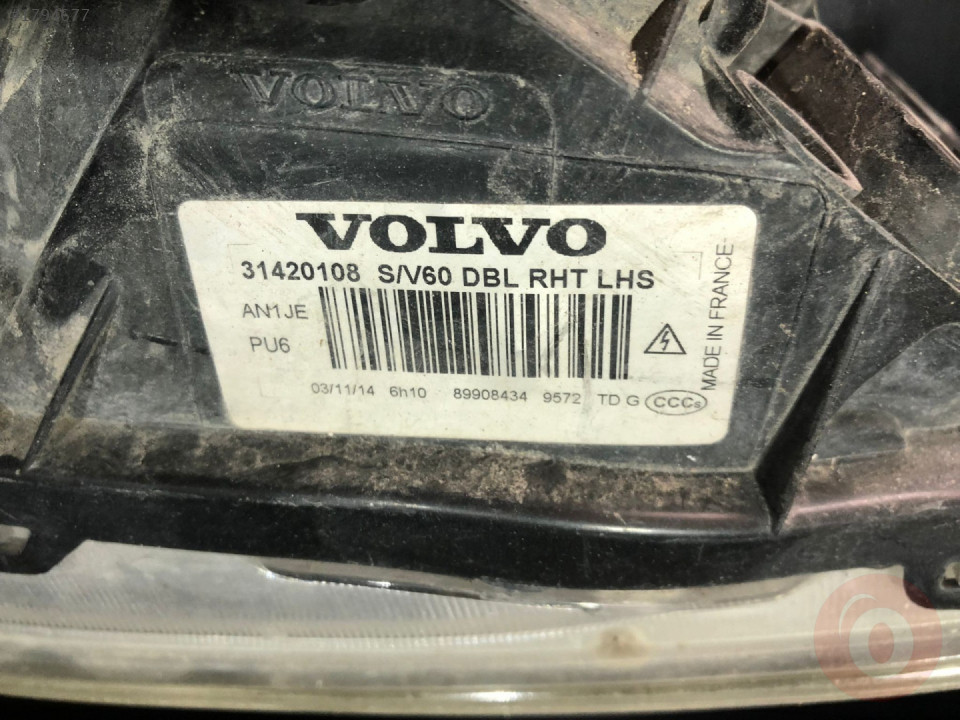 VOLVO
VOLVO
31420108 S/V60 DBL RHT LHS
AN1JE
PU6
MADE IN FRANCE
03/11/14 6h10 89908434 9572 TD G CCCs